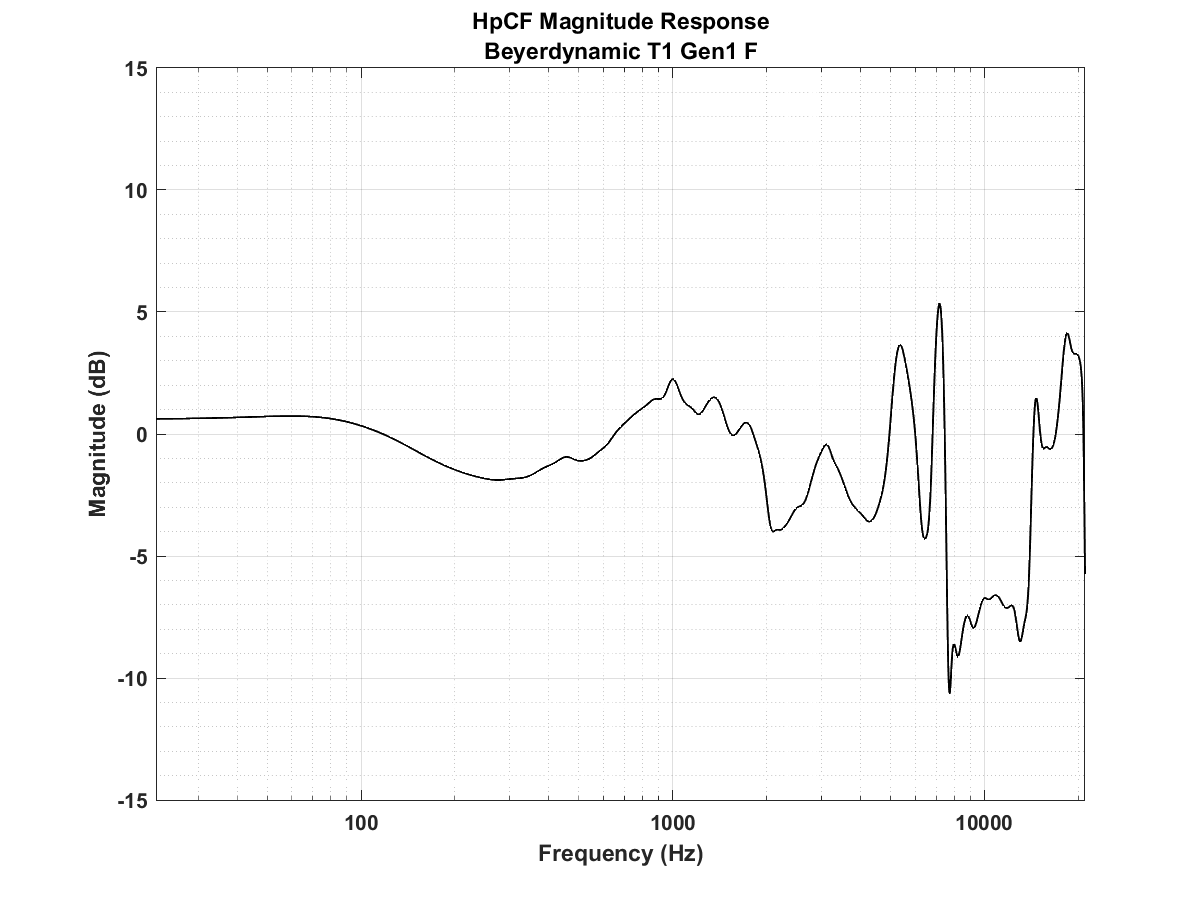 HpCF Magnitude Response
Beyerdynamic T1 Gen1 F
15
10
5
0
-5
-10
-15
Magnitude (dB)
100
1000
10000
Frequency (Hz)